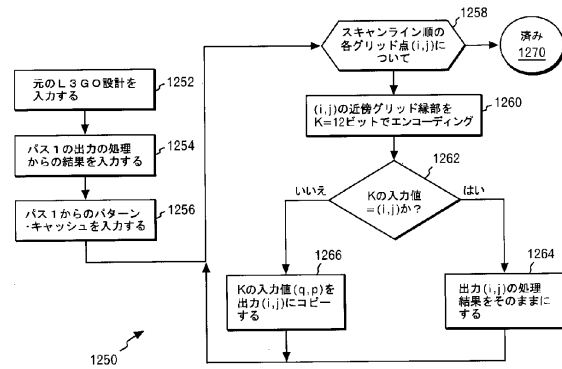 元のL3GO設計を
入力する
1252
パス1の出力の処理
からの結果を入力する
1254
パス1からのパターン
・キャッシュを入力する
1256
スキャンライン順の
各グリッド点(i,j)に
ついて
1258
済み
1270
(i,j)の近傍グリッド縁部を
K=12ビットでエンコーディング
1260
Kの入力値
=(i,j)か?
1262
いいえ
はい
Kの入力値(q,p)を
出力(i,j)にコピー
する
1266
出力(i,j)の処理
結果をそのままに
する
1264
1250